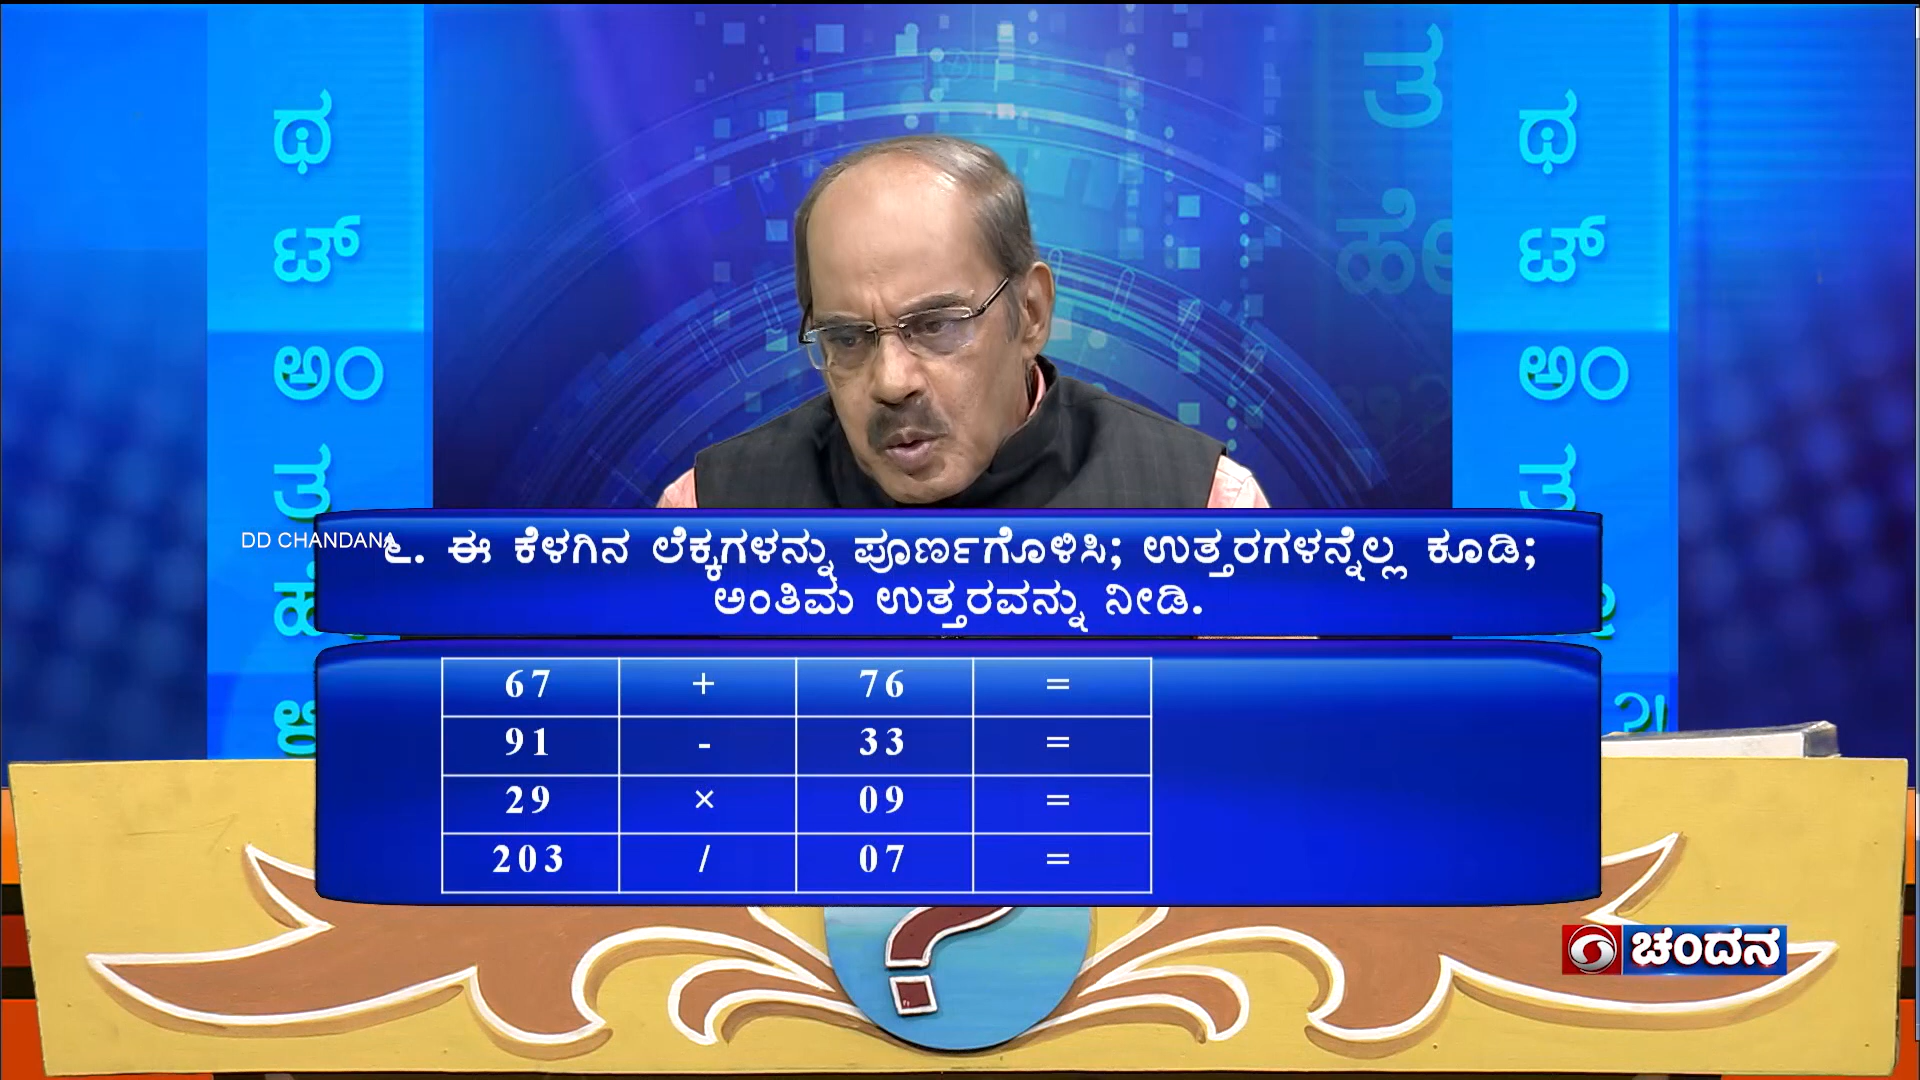 ಥ
ಟ್
ಅಂ
ತ
ಹೇ
ಥ
ಟ್
ಅಂ
ತ
DD CHANDANA
೬. ಈ ಕೆಳಗಿನ ಲೆಕ್ಕಗಳನ್ನು ಪೂರ್ಣಗೊಳಿಸಿ; ಉತ್ತರಗಳನ್ನೆಲ್ಲ ಕೂಡಿ;
ಅಂತಿಮ ಉತ್ತರವನ್ನು ನೀಡಿ.
67 + 76 =
91 - 33 =
29 × 09 =
203 / 07 =
?
ಚಂದನ